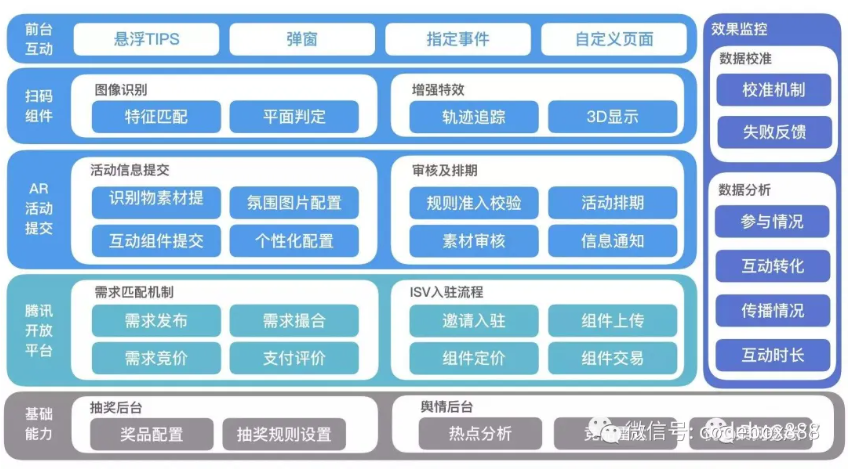 前台
互动
悬浮TIPS
弹窗
指定事件
自定义页面
扫码
组件
图像识别
特征匹配
平面判定
增强特效
轨迹追踪
3D显示
AR
活动
提交
活动信息提交
识别物素材提
氛围图片配置
互动组件提交
个性化配置
审核及排期
规则准入校验
活动排期
素材审核
信息通知
腾讯
开放
平台
需求匹配机制
需求发布
需求撮合
需求竞价
支付评价
ISV入驻流程
邀请入驻
组件上传
组件定价
组件交易
基础
能力
抽奖后台
奖品配置
抽奖规则设置
舆情后台
热点分析
效果监控
数据校准
校准机制
失败反馈
数据分析
参与情况
互动转化
传播情况
互动时长
微信号: codebos888